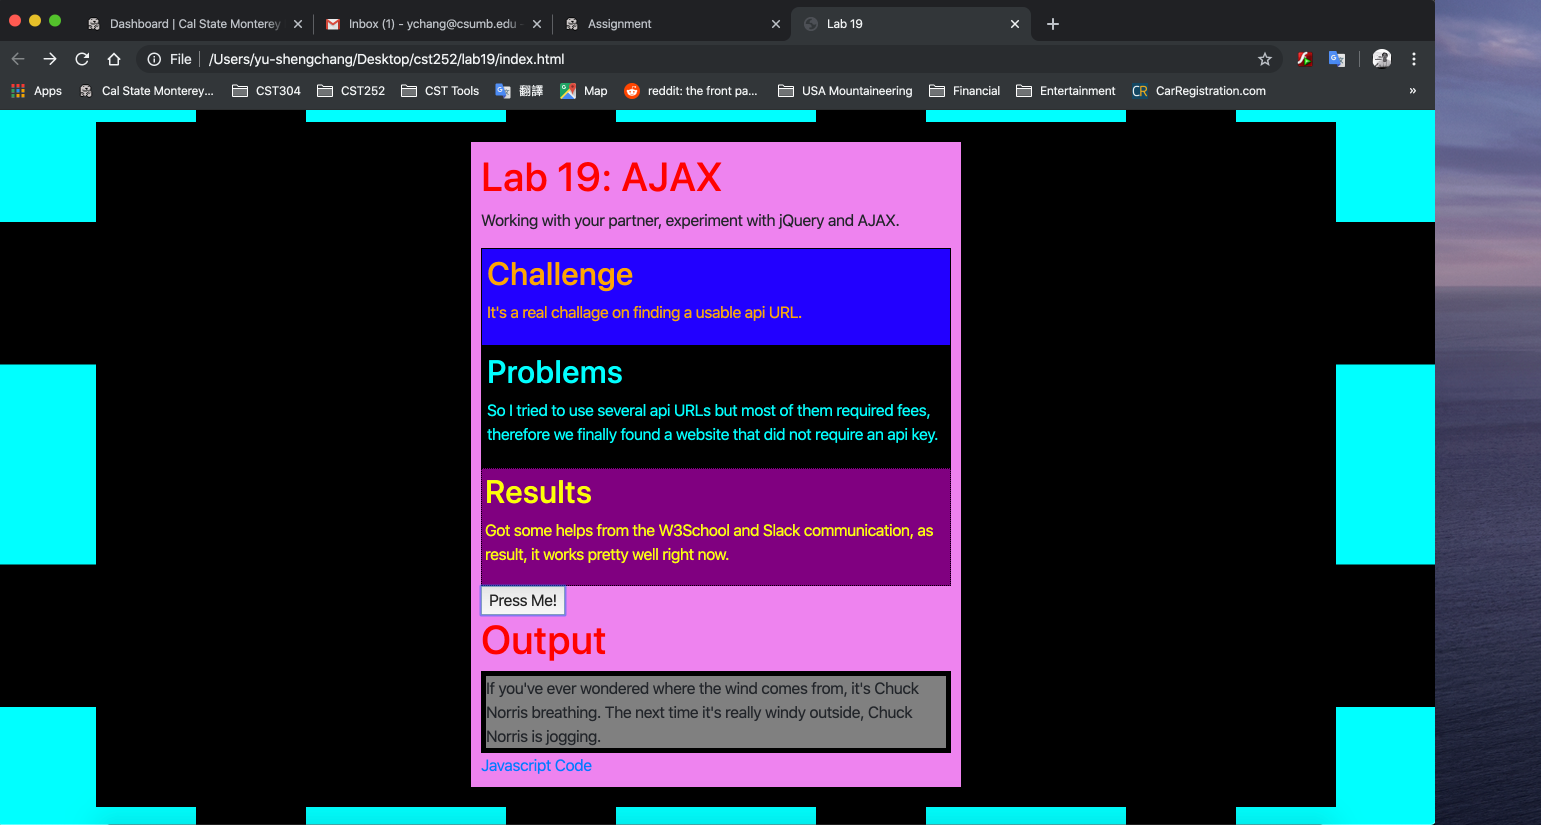 Dashboard | Cal State Monterey
Inbox (1) - ychang@csumb.edu -
Assignment
Lab 19
File
/Users/yu-shengchang/Desktop/cst252/lab19/index.html
Apps
Cal State Monterey...
CST304
CST252
CST Tools
翻譯
Map
reddit: the front pa...
USA Mountaineering
Financial
Entertainment
CR CarRegistration.com
»
Lab 19: AJAX
Working with your partner, experiment with jQuery and AJAX.
Challenge
It's a real challage on finding a usable api URL.
Problems
So I tried to use several api URLs but most of them required fees,
therefore we finally found a website that did not require an api key.
Results
Got some helps from the W3School and Slack communication, as
result, it works pretty well right now.
Press Me!
Output
If you've ever wondered where the wind comes from, it's Chuck
Norris breathing. The next time it's really windy outside, Chuck
Norris is jogging.
Javascript Code